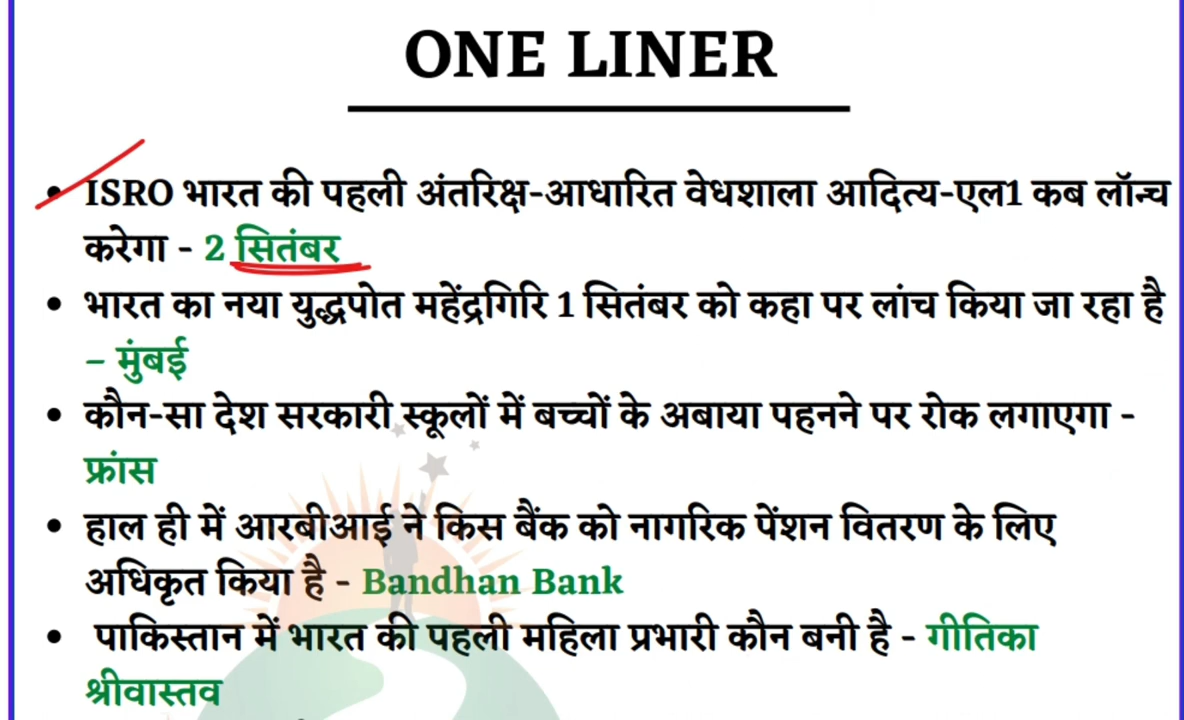 ONE LINER
• ISRO भारत की पहली अंतरिक्ष-आधारित वेधशाला आदित्य-एल1 कब लॉन्च
करेगा - 2 सितंबर
• भारत का नया युद्धपोत महेंद्रगिरि 1 सितंबर को कहा पर लांच किया जा रहा है
– मुंबई
• कौन-सा देश सरकारी स्कूलों में बच्चों के अबाया पहनने पर रोक लगाएगा -
फ्रांस
• हाल ही में आरबीआई ने किस बैंक को नागरिक पेंशन वितरण के लिए
अधिकृत किया है - Bandhan Bank
• पाकिस्तान में भारत की पहली महिला प्रभारी कौन बनी है - गीतिका
श्रीवास्तव